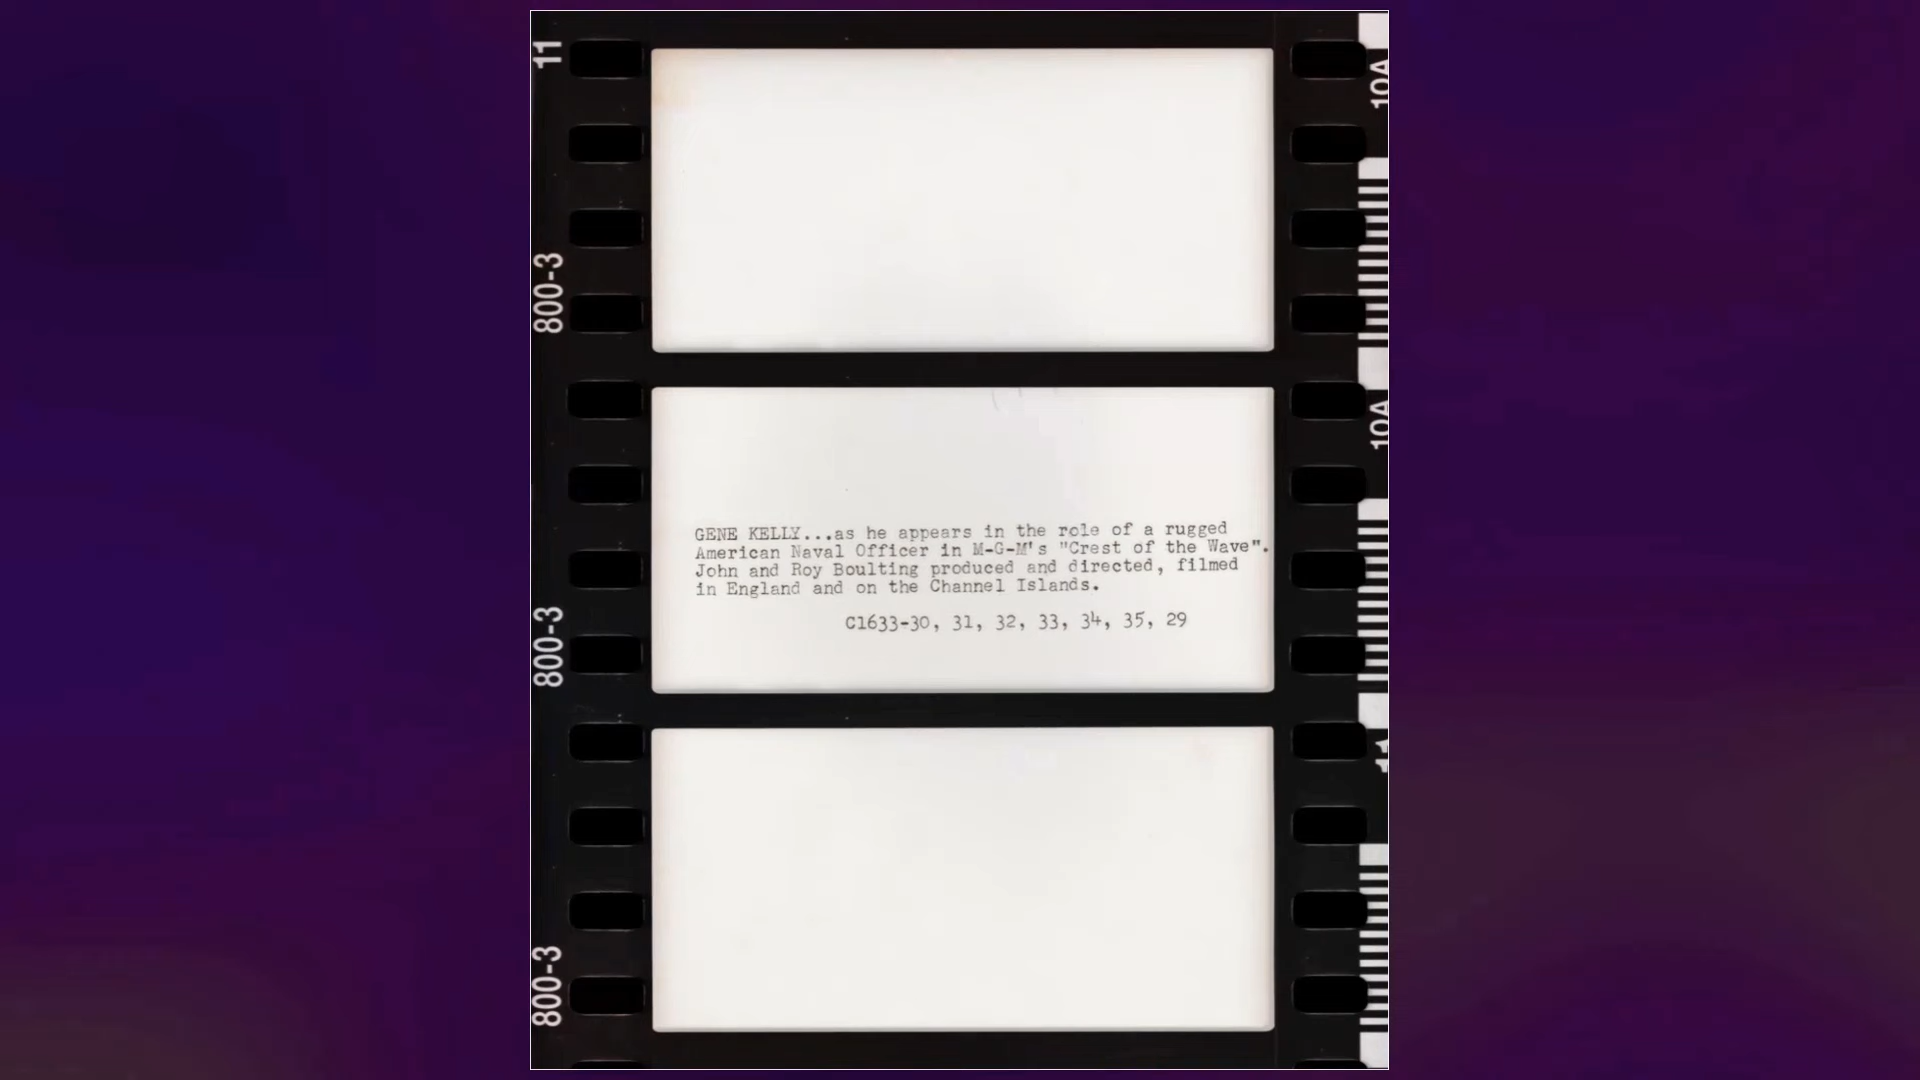 11
10A
800-3
10A
GENE KELLY...as he appears in the role of a rugged
American Naval Officer in M-G-M's "Crest of the Wave".
John and Roy Boulting produced and directed, filmed
in England and on the Channel Islands.
C1633-30, 31, 32, 33, 34, 35, 29
800-3
11
800-3